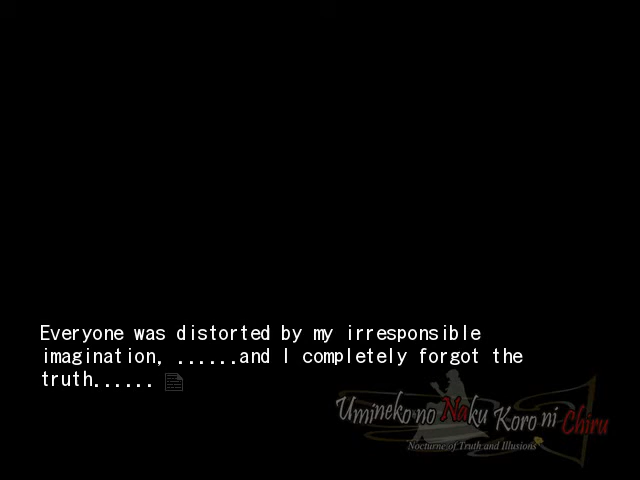 Everyone was distorted by my irresponsible
imagination, ......and I completely forgot the
truth......
Umineko no Naku Koro ni Chiru
Nocturne of Truth and Illusions